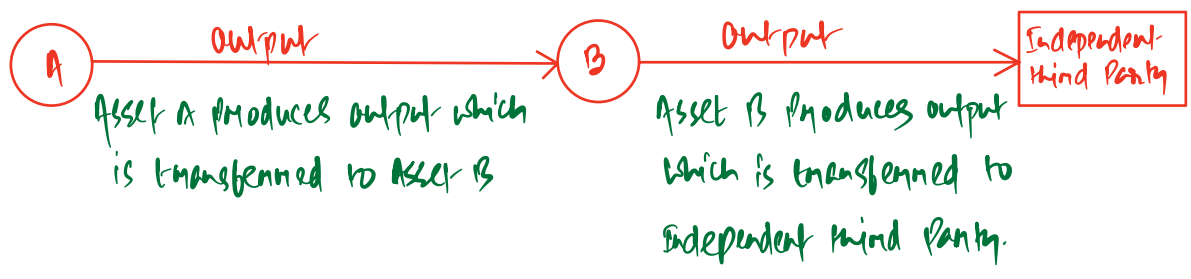 A
output
B
output
Independent
third Party
Asset A produces output which
is transferred to Asset B
Asset B Produces output
which is transferred to
Independent third Party.